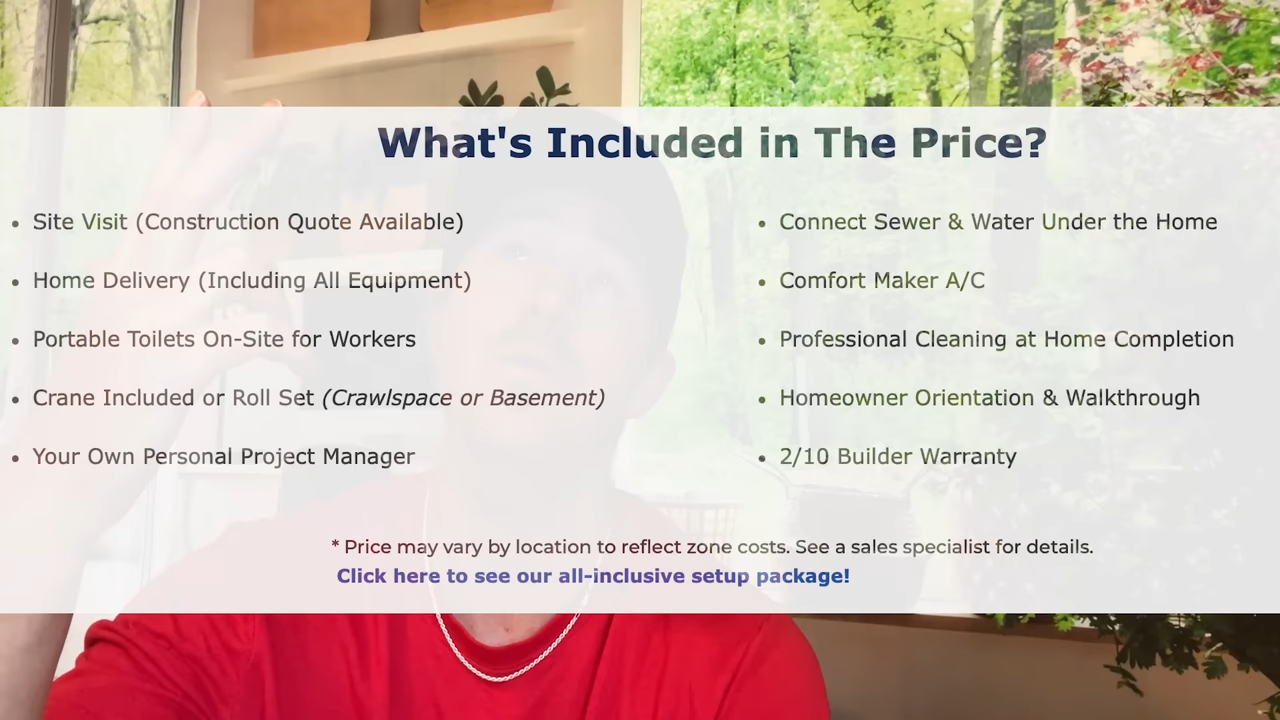 What's Included in The Price?
• Site Visit (Construction Quote Available)
• Home Delivery (Including All Equipment)
• Portable Toilets On-Site for Workers
• Crane Included or Roll Set (Crawlspace or Basement)
• Your Own Personal Project Manager
• Connect Sewer & Water Under the Home
• Comfort Maker A/C
• Professional Cleaning at Home Completion
• Homeowner Orientation & Walkthrough
• 2/10 Builder Warranty
* Price may vary by location to reflect zone costs. See a sales specialist for details.
Click here to see our all-inclusive setup package!